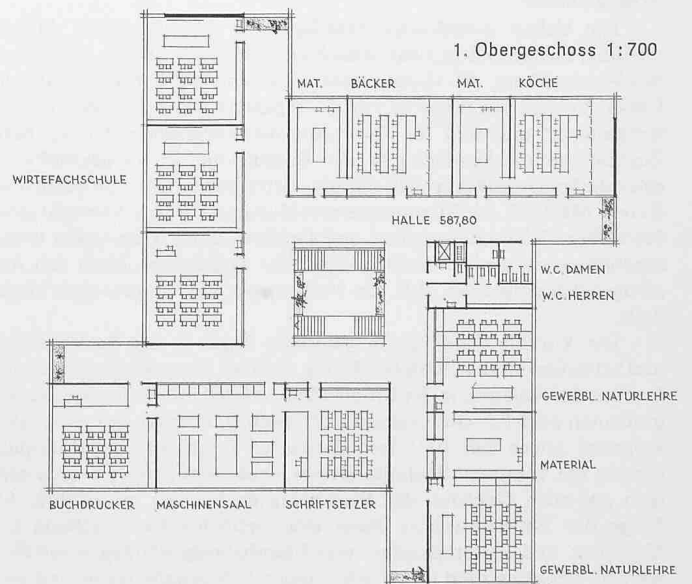 1. Obergeschoss 1:700
MAT. BÄCKER MAT. KÖCHE
WIRTEFACHSCHULE
HALLE 587,80
W.C. DAMEN
W.C. HERREN
GEWERBL. NATURLEHRE
MATERIAL
BUCHDRUCKER MASCHINENSAAL SCHRIFTSETZER
GEWERBL. NATURLEHRE